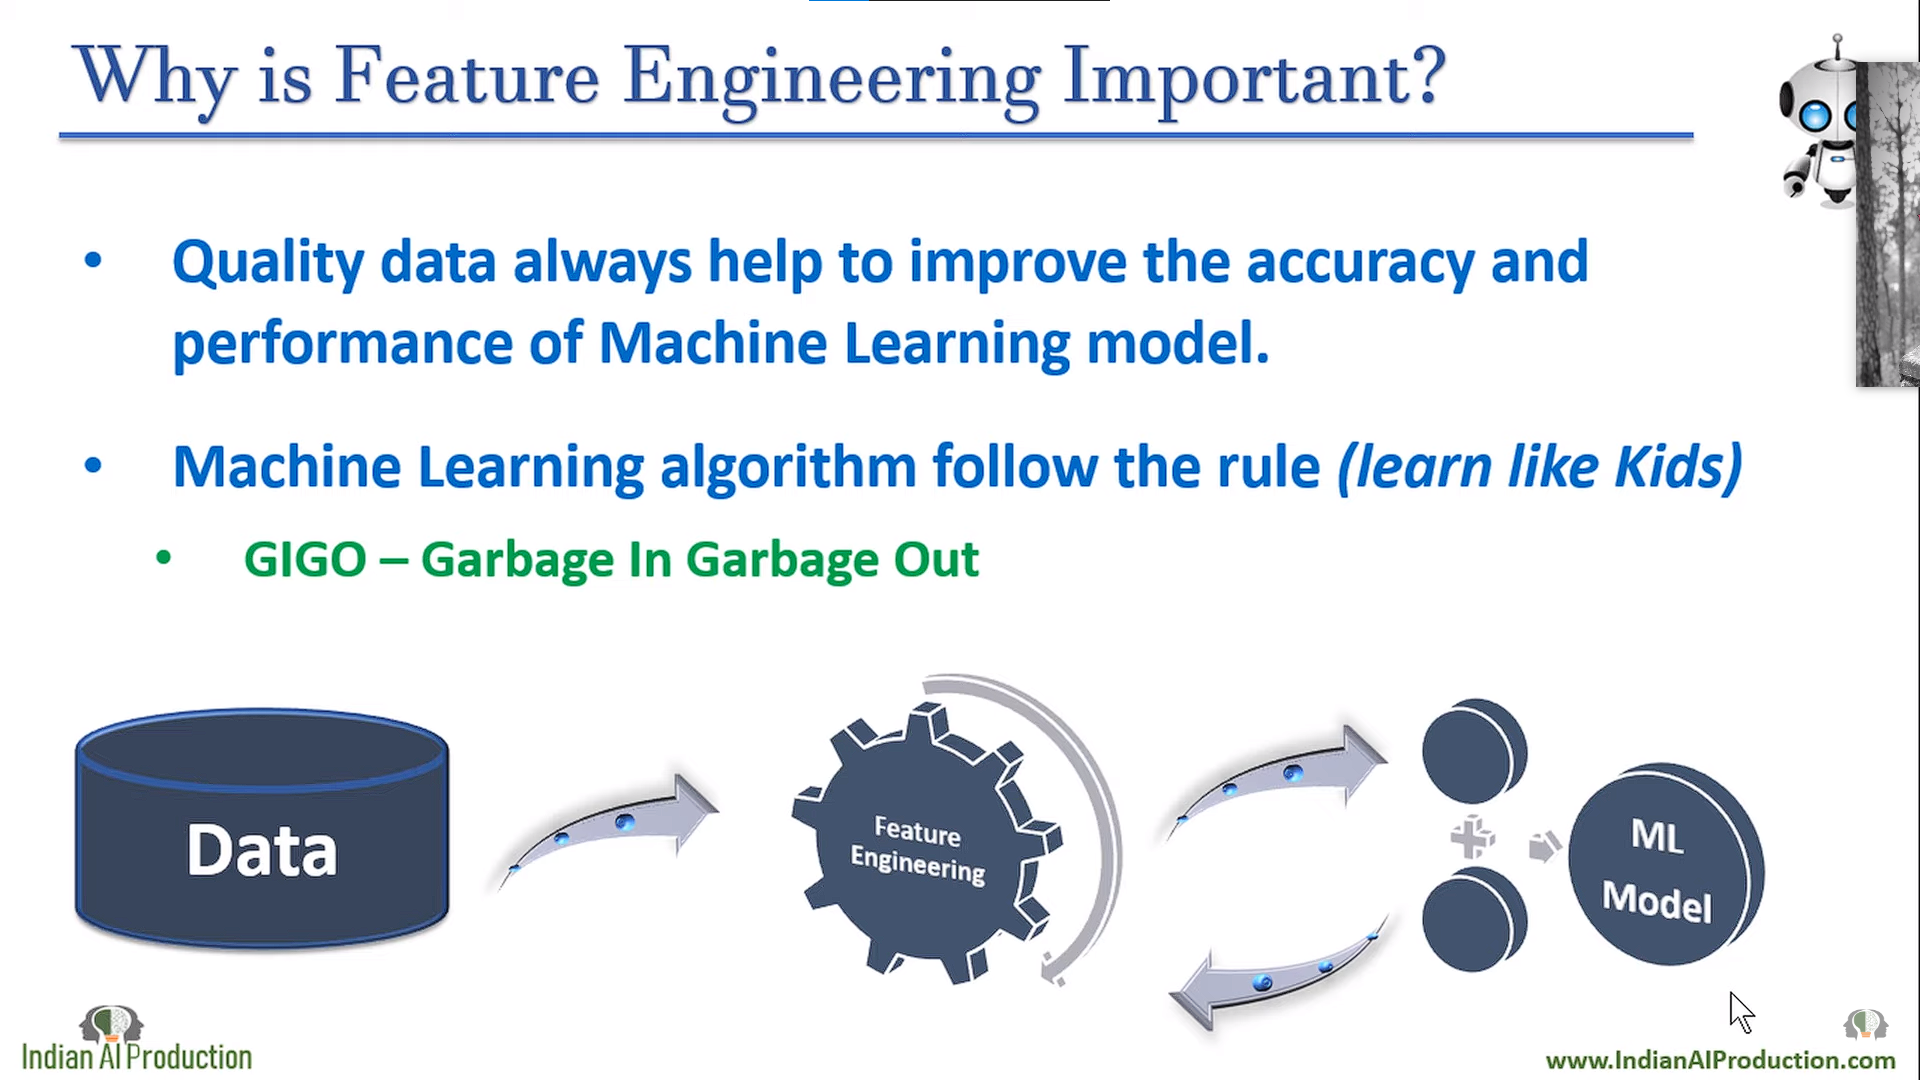 Why is Feature Engineering Important?
• Quality data always help to improve the accuracy and
performance of Machine Learning model.
• Machine Learning algorithm follow the rule (learn like Kids)
• GIGO – Garbage In Garbage Out
Data
Feature
Engineering
ML
Model
Indian AI Production
www.IndianAIProduction.com